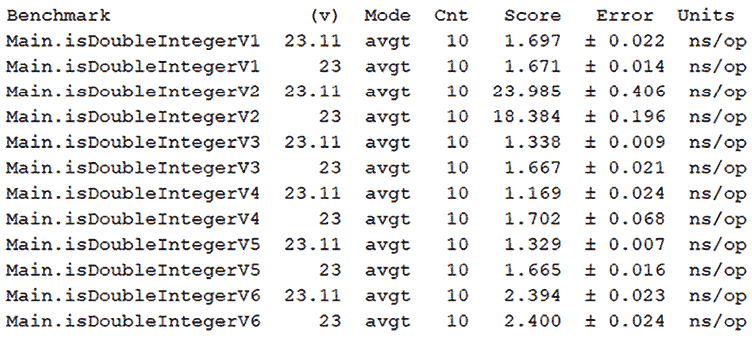 Benchmark (v) Mode Cnt Score Error Units
Main.isDoubleIntegerV1 23.11 avgt 10 1.697 ± 0.022 ns/op
Main.isDoubleIntegerV1 23 avgt 10 1.671 ± 0.014 ns/op
Main.isDoubleIntegerV2 23.11 avgt 10 23.985 ± 0.406 ns/op
Main.isDoubleIntegerV2 23 avgt 10 18.384 ± 0.196 ns/op
Main.isDoubleIntegerV3 23.11 avgt 10 1.338 ± 0.009 ns/op
Main.isDoubleIntegerV3 23 avgt 10 1.667 ± 0.021 ns/op
Main.isDoubleIntegerV4 23.11 avgt 10 1.169 ± 0.024 ns/op
Main.isDoubleIntegerV4 23 avgt 10 1.702 ± 0.068 ns/op
Main.isDoubleIntegerV5 23.11 avgt 10 1.329 ± 0.007 ns/op
Main.isDoubleIntegerV5 23 avgt 10 1.665 ± 0.016 ns/op
Main.isDoubleIntegerV6 23.11 avgt 10 2.394 ± 0.023 ns/op
Main.isDoubleIntegerV6 23 avgt 10 2.400 ± 0.024 ns/op